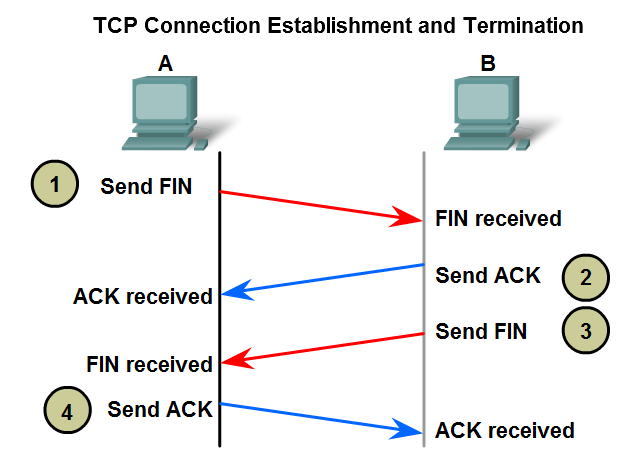 TCP Connection Establishment and Termination
A
B
1
Send FIN
FIN received
Send ACK
2
ACK received
Send FIN
3
FIN received
4
Send ACK
ACK received